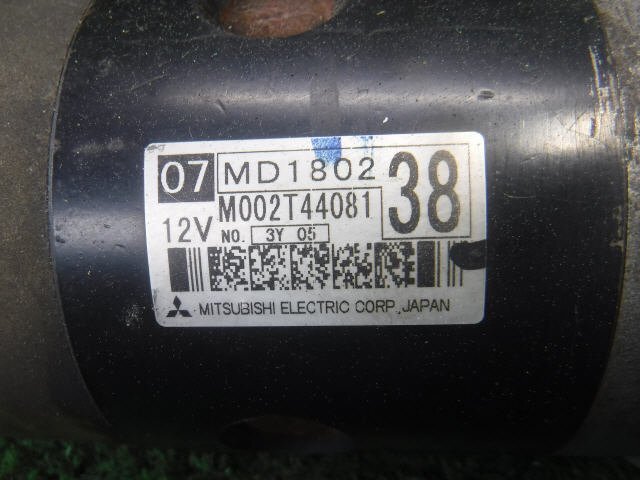 07 MD1802 38
M002T44081
12V NO. 3Y 05
MITSUBISHI ELECTRIC CORP., JAPAN